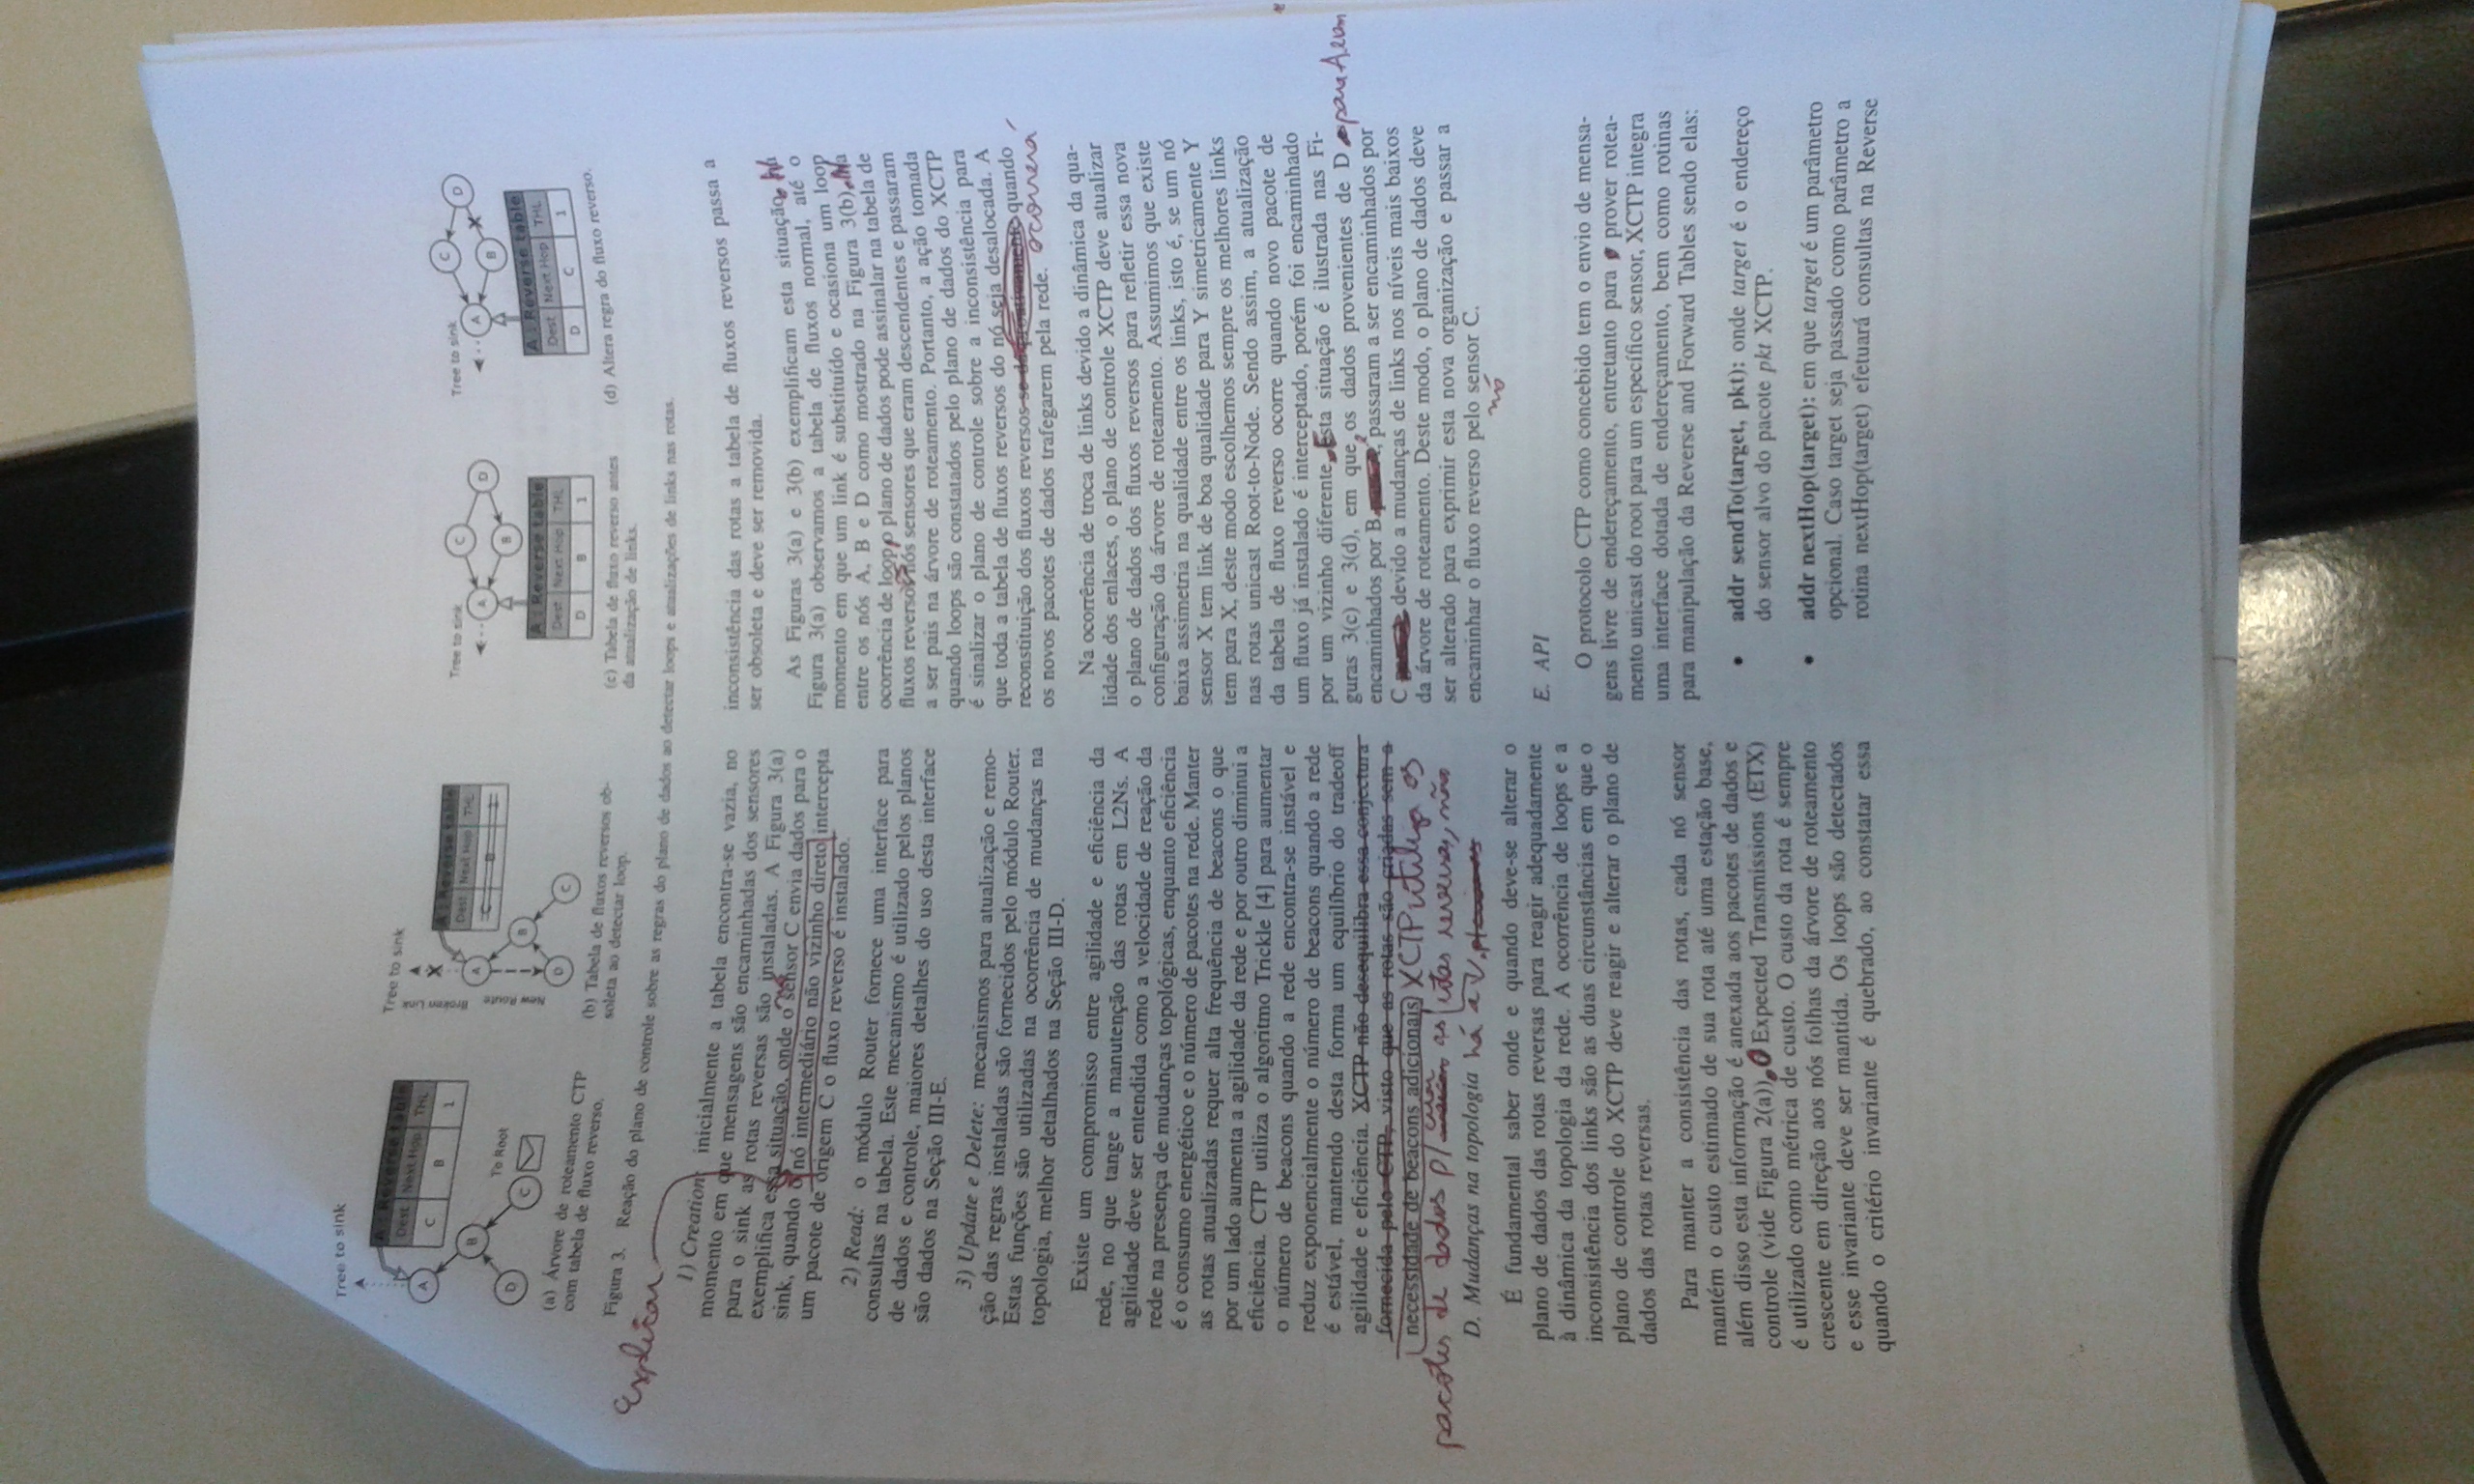 Tree to sink
A : Reverse table
Dest Next Hop THL
C B 1
A
B
D
C
To Root
(a) Árvore de roteamento CTP
com tabela de fluxo reverso.
Tree to sink
Broken Link
New Route
X
A : Reverse table
Dest Next Hop THL
C B 1
A
B
D
C
(b) Tabela de fluxos reversos ob-
soleta ao detectar loop.
Tree to sink
A
C
B
D
A : Reverse table
Dest Next Hop THL
D B 1
(c) Tabela de fluxo reverso antes
da atualização de links.
Tree to sink
A
C
B
D
A : Reverse table
Dest Next Hop THL
D C 1
(d) Altera regra do fluxo reverso.
Figura 3. Reação do plano de controle sobre as regras do plano de dados ao detectar loops e atualizações de links nas rotas.
Explicar
1) Creation: inicialmente a tabela encontra-se vazia, no
momento em que mensagens são encaminhadas dos sensores
para o sink as rotas reversas são instaladas. A Figura 3(a)
exemplifica essa situação, onde o sensor C envia dados para o
sink, quando o nó intermediário não vizinho direto intercepta
um pacote de origem C o fluxo reverso é instalado.
2) Read: o módulo Router fornece uma interface para
consultas na tabela. Este mecanismo é utilizado pelos planos
de dados e controle, maiores detalhes do uso desta interface
são dados na Seção III-E.
3) Update e Delete: mecanismos para atualização e remo-
ção das regras instaladas são fornecidos pelo módulo Router.
Estas funções são utilizadas na ocorrência de mudanças na
topologia, melhor detalhados na Seção III-D.
Existe um compromisso entre agilidade e eficiência da
rede, no que tange a manutenção das rotas em L2Ns. A
agilidade deve ser entendida como a velocidade de reação da
rede na presença de mudanças topológicas, enquanto eficiência
é o consumo energético e o número de pacotes na rede. Manter
as rotas atualizadas requer alta frequência de beacons o que
por um lado aumenta a agilidade da rede e por outro diminui a
eficiência. CTP utiliza o algoritmo Trickle [4] para aumentar
o número de beacons quando a rede encontra-se instável e
reduz exponencialmente o número de beacons quando a rede
é estável, mantendo desta forma um equilíbrio do tradeoff
agilidade e eficiência. XCTP não desequilibra essa conjectura
fornecida pelo CTP, visto que as rotas são criadas sem a
necessidade de beacons adicionais XCTP utiliza os
pacotes de dados p/ criar as rotas reversas, não
há a
D. Mudanças na topologia
É fundamental saber onde e quando deve-se alterar o
plano de dados das rotas reversas para reagir adequadamente
à dinâmica da topologia da rede. A ocorrência de loops e a
inconsistência dos links são as duas circunstâncias em que o
plano de controle do XCTP deve reagir e alterar o plano de
dados das rotas reversas.
Para manter a consistência das rotas, cada nó sensor
mantém o custo estimado de sua rota até uma estação base,
além disso esta informação é anexada aos pacotes de dados e
controle (vide Figura 2(a)). O Expected Transmissions (ETX)
é utilizado como métrica de custo. O custo da rota é sempre
crescente em direção aos nós folhas da árvore de roteamento
e esse invariante deve ser mantida. Os loops são detectados
quando o critério invariante é quebrado, ao constatar essa
inconsistência das rotas a tabela de fluxos reversos passa a
ser obsoleta e deve ser removida.
As Figuras 3(a) e 3(b) exemplificam esta situação. Na
Figura 3(a) observamos a tabela de fluxos normal, até o
momento em que um link é substituído e ocasiona um loop
entre os nós A, B e D como mostrado na Figura 3(b). Na
ocorrência de loop o plano de dados pode assinalar na tabela de
fluxos reversos nós sensores que eram descendentes e passaram
a ser pais na árvore de roteamento. Portanto, a ação tomada
quando loops são constatados pelo plano de dados do XCTP
é sinalizar o plano de controle sobre a inconsistência para
que toda a tabela de fluxos reversos do nó seja desalocada. A
reconstituição dos fluxos reversos quando
os novos pacotes de dados trafegarem pela rede. ocorrerá
Na ocorrência de troca de links devido a dinâmica da qua-
lidade dos enlaces, o plano de controle XCTP deve atualizar
o plano de dados dos fluxos reversos para refletir essa nova
configuração da árvore de roteamento. Assumimos que existe
baixa assimetria na qualidade entre os links, isto é, se um nó
sensor X tem link de boa qualidade para Y simetricamente Y
tem para X, deste modo escolhemos sempre os melhores links
nas rotas unicast Root-to-Node. Sendo assim, a atualização
da tabela de fluxo reverso ocorre quando novo pacote de
um fluxo já instalado é interceptado, porém foi encaminhado
por um vizinho diferente. Esta situação é ilustrada nas Fi-
guras 3(c) e 3(d), em que, os dados provenientes de D para A eram
encaminhados por B, passaram a ser encaminhados por
C devido a mudanças de links nos níveis mais baixos
da árvore de roteamento. Deste modo, o plano de dados deve
ser alterado para exprimir esta nova organização e passar a
encaminhar o fluxo reverso pelo sensor C.
nó
E. API
O protocolo CTP como concebido tem o envio de mensa-
gens livre de endereçamento, entretanto para prover rotea-
mento unicast do root para um específico sensor, XCTP integra
uma interface dotada de endereçamento, bem como rotinas
para manipulação da Reverse and Forward Tables sendo elas:
• addr sendTo(target, pkt): onde target é o endereço
do sensor alvo do pacote pkt XCTP.
• addr nextHop(target): em que target é um parâmetro
opcional. Caso target seja passado como parâmetro a
rotina nextHop(target) efetuará consultas na Reverse